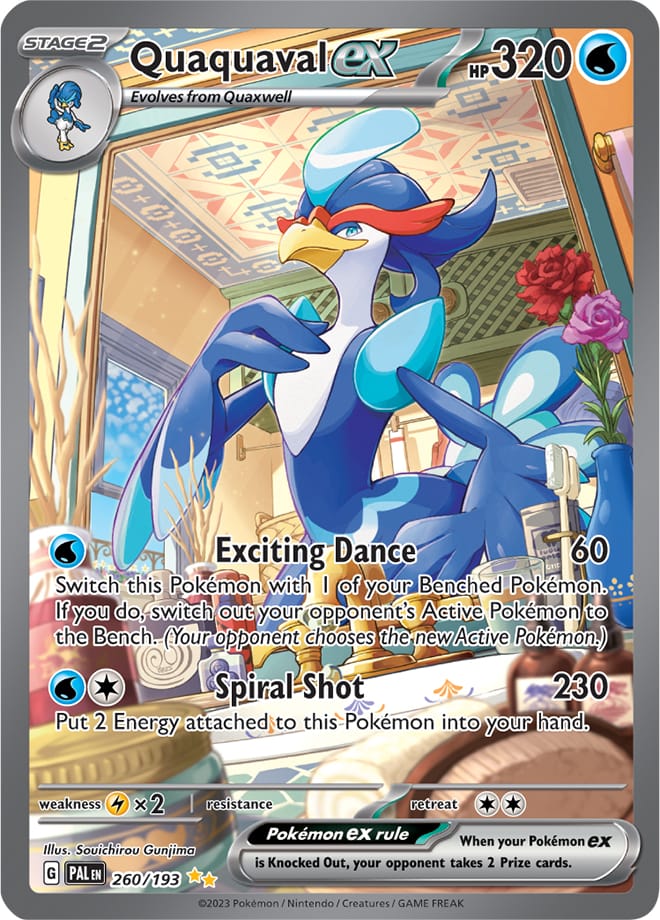 STAGE2
Quaquaval ex
HP 320
Evolves from Quaxwell
Exciting Dance 60
Switch this Pokémon with 1 of your Benched Pokémon.
If you do, switch out your opponent's Active Pokémon to
the Bench. (Your opponent chooses the new Active Pokémon.)
Spiral Shot 230
Put 2 Energy attached to this Pokémon into your hand.
weakness ×2 resistance retreat
Pokémon ex rule When your Pokémon ex
is Knocked Out, your opponent takes 2 Prize cards.
Illus. Souichirou Gunjima
G PAL EN 260/193
©2023 Pokémon / Nintendo / Creatures / GAME FREAK